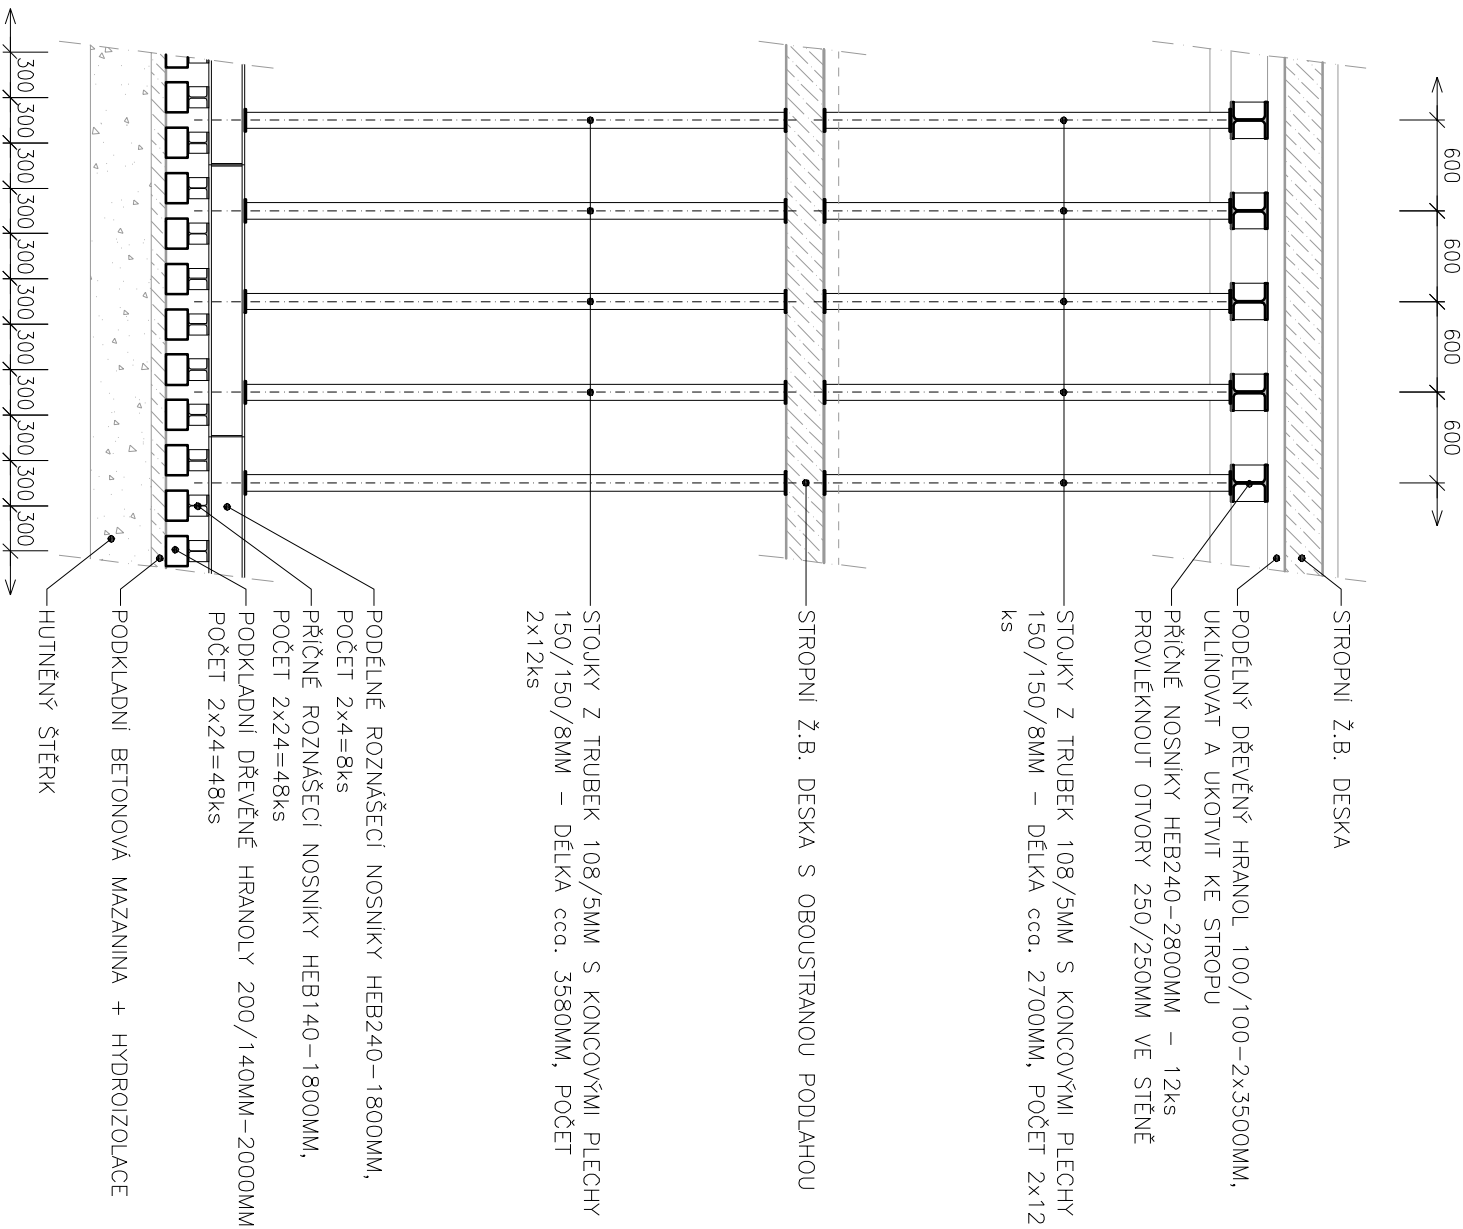 600 600 600 600
STROPNÍ Ž.B. DESKA
PODÉLNÝ DŘEVĚNÝ HRANOL 100/100-2x3500MM,
UKLÍNOVAT A UKOTVIT KE STROPU
PŘÍČNÉ NOSNÍKY HEB240-2800MM - 12ks
PROVLÉKNOUT OTVORY 250/250MM VE STĚNĚ
STOJKY Z TRUBEK 108/5MM S KONCOVÝMI PLECHY
150/150/8MM - DÉLKA cca. 2700MM, POČET 2x12
ks
STROPNÍ Ž.B. DESKA S OBOUSTRANOU PODLAHOU
STOJKY Z TRUBEK 108/5MM S KONCOVÝMI PLECHY
150/150/8MM - DÉLKA cca. 3580MM, POČET
2x12ks
PODÉLNÉ ROZNÁŠECÍ NOSNÍKY HEB240-1800MM,
POČET 2x4=8ks
PŘÍČNÉ ROZNÁŠECÍ NOSNÍKY HEB140-1800MM,
POČET 2x24=48ks
PODKLADNÍ DŘEVĚNÉ HRANOLY 200/140MM-2000MM
POČET 2x24=48ks
PODKLADNÍ BETONOVÁ MAZANINA + HYDROIZOLACE
HUTNĚNÝ ŠTĚRK
300 300 300 300 300 300 300 300 300 300 300